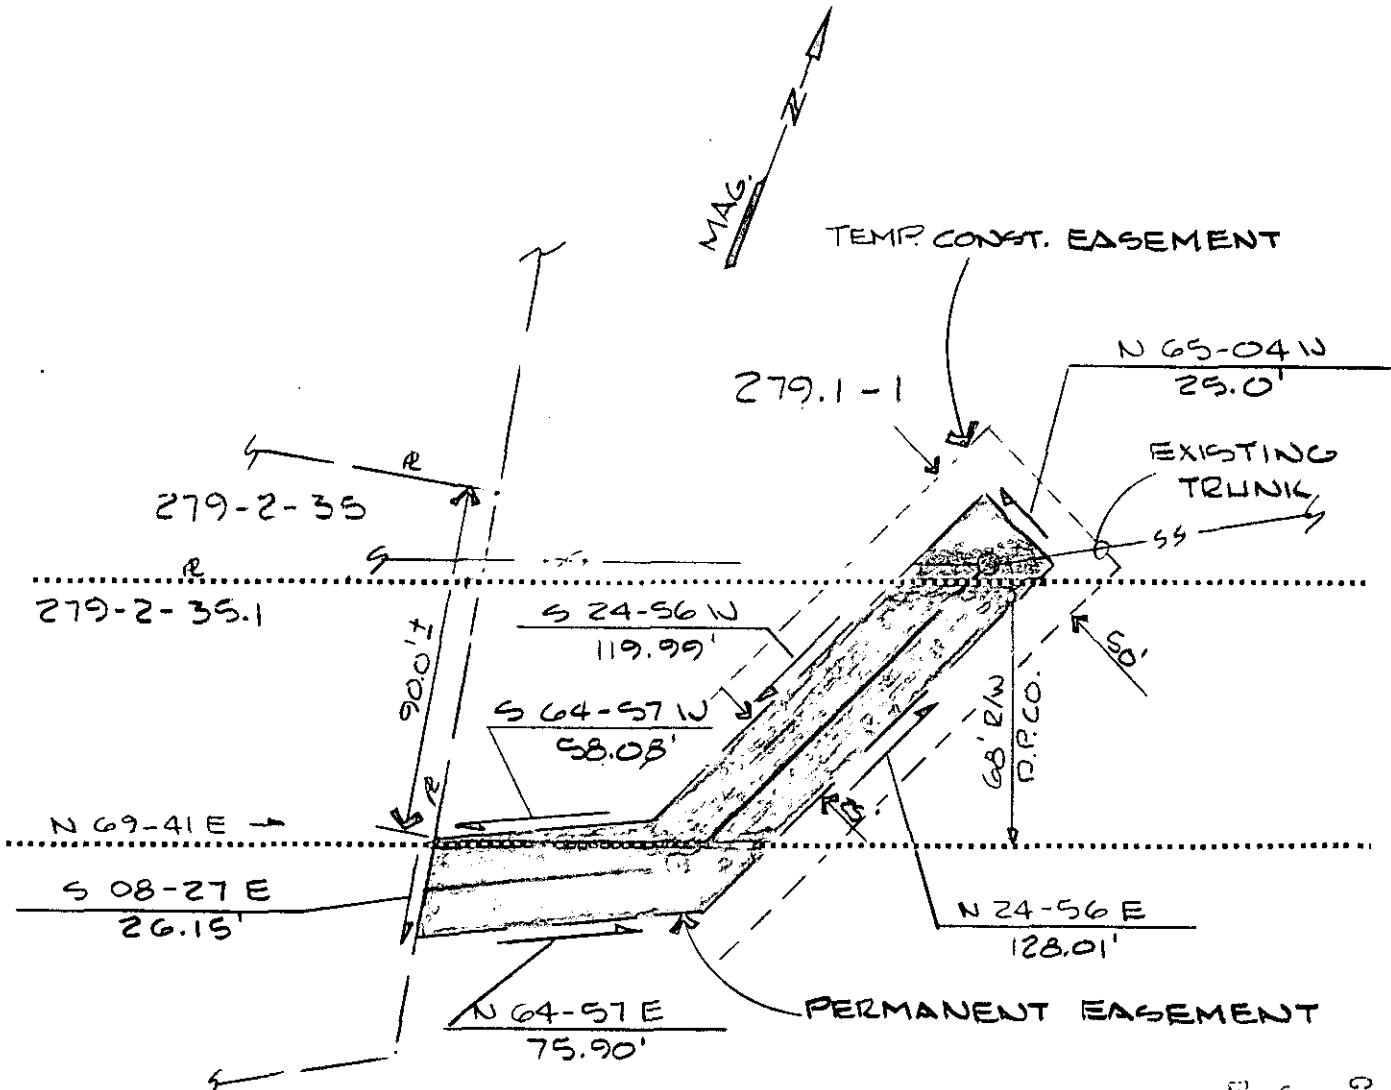 N
MAG.
TEMP. CONST. EASEMENT
N 65-04 W
25.0'
279.1-1
EXISTING
TRUNK
279-2-35
SS
279-2-35.1
S 24-56 W
119.99'
90.0'±
50'
S 64-57 W
58.08'
68' R/W
D.P.CO.
N 69-41 E
25'
S 08-27 E
26.15'
N 24-56 E
128.01'
N 64-57 E
75.90'
PERMANENT EASEMENT